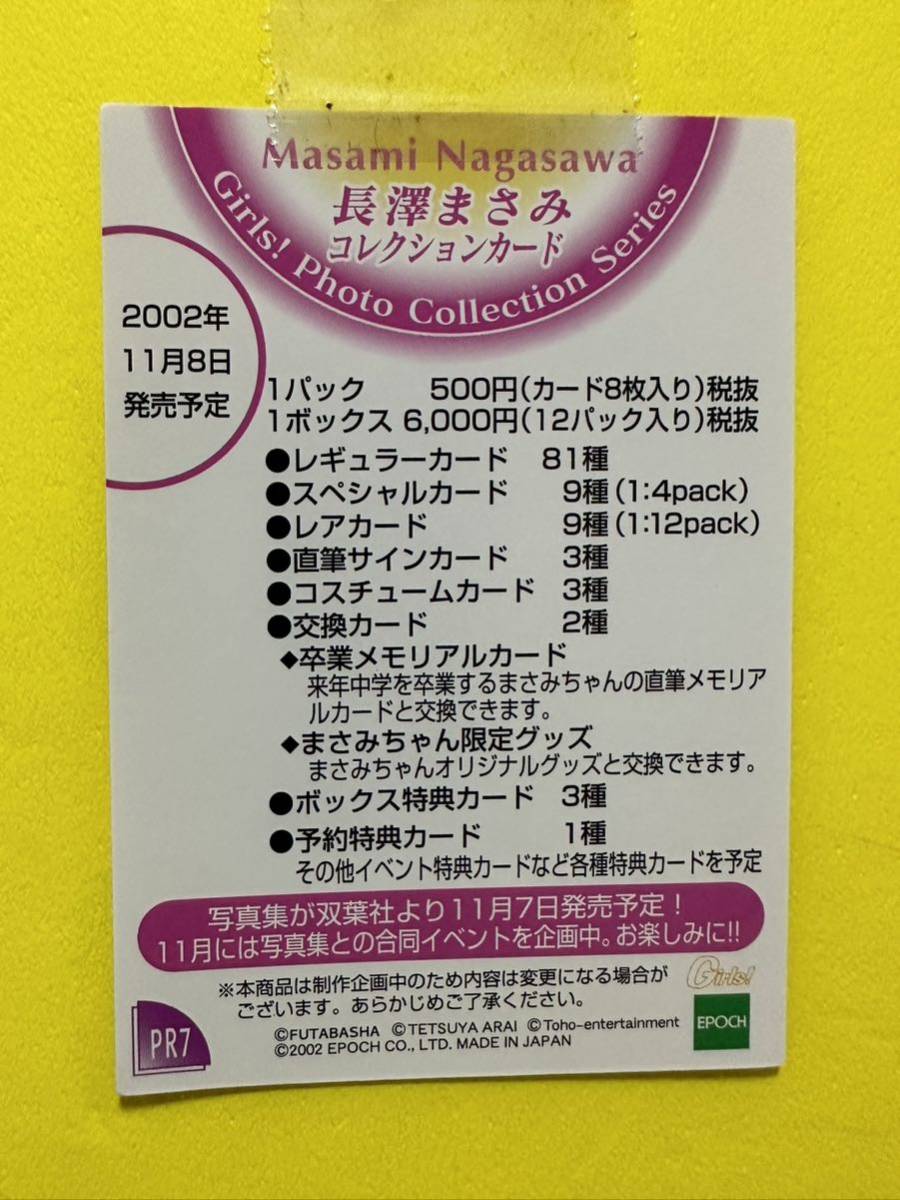 Masami Nagasawa
長澤まさみ
コレクションカード
Girls! Photo Collection Series
2002年
11月8日
発売予定
1パック 500円(カード8枚入り)税抜
1ボックス 6,000円(12パック入り)税抜
●レギュラーカード 81種
●スペシャルカード 9種(1:4pack)
●レアカード 9種(1:12pack)
●直筆サインカード 3種
●コスチュームカード 3種
●交換カード 2種
◆卒業メモリアルカード
来年中学を卒業するまさみちゃんの直筆メモリア
ルカードと交換できます。
◆まさみちゃん限定グッズ
まさみちゃんオリジナルグッズと交換できます。
●ボックス特典カード 3種
●予約特典カード 1種
その他イベント特典カードなど各種特典カードを予定
写真集が双葉社より11月7日発売予定！
11月には写真集との合同イベントを企画中。お楽しみに!!
※本商品は制作企画中のため内容は変更になる場合が
ございます。あらかじめご了承ください。
Girls!
EPOCH
PR7
©FUTABASHA ©TETSUYA ARAI ©Toho-entertainment
©2002 EPOCH CO., LTD. MADE IN JAPAN